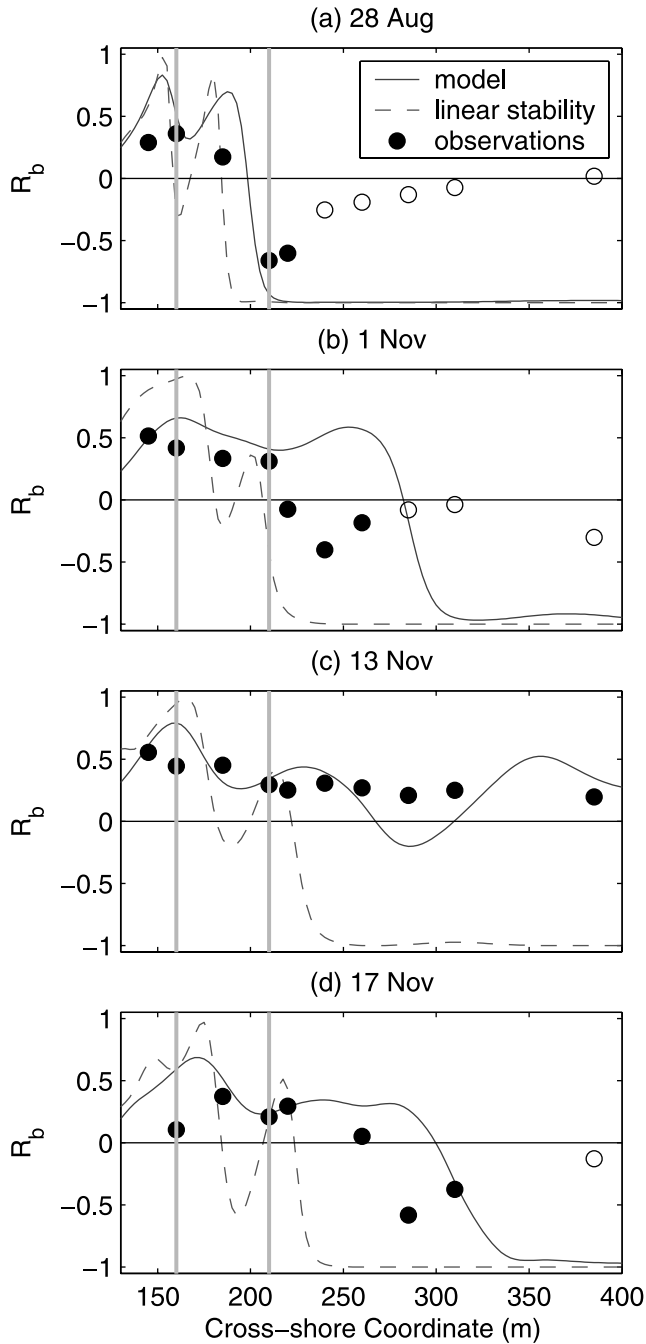 (a) 28 Aug
model
linear stability
observations
1
0.5
0
−0.5
−1
R_b
(b) 1 Nov
1
0.5
0
−0.5
−1
R_b
(c) 13 Nov
1
0.5
0
−0.5
−1
R_b
(d) 17 Nov
1
0.5
0
−0.5
−1
R_b
150 200 250 300 350 400
Cross−shore Coordinate (m)